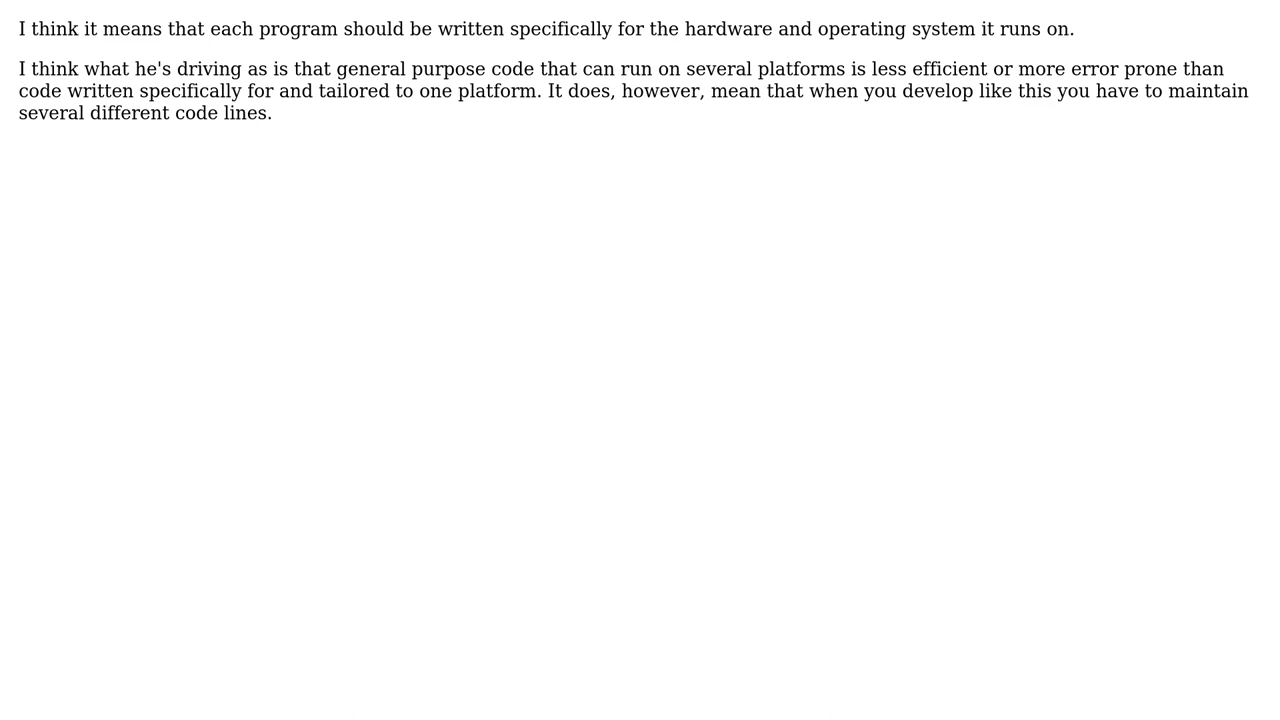 I think it means that each program should be written specifically for the hardware and operating system it runs on.
I think what he's driving as is that general purpose code that can run on several platforms is less efficient or more error prone than
code written specifically for and tailored to one platform. It does, however, mean that when you develop like this you have to maintain
several different code lines.